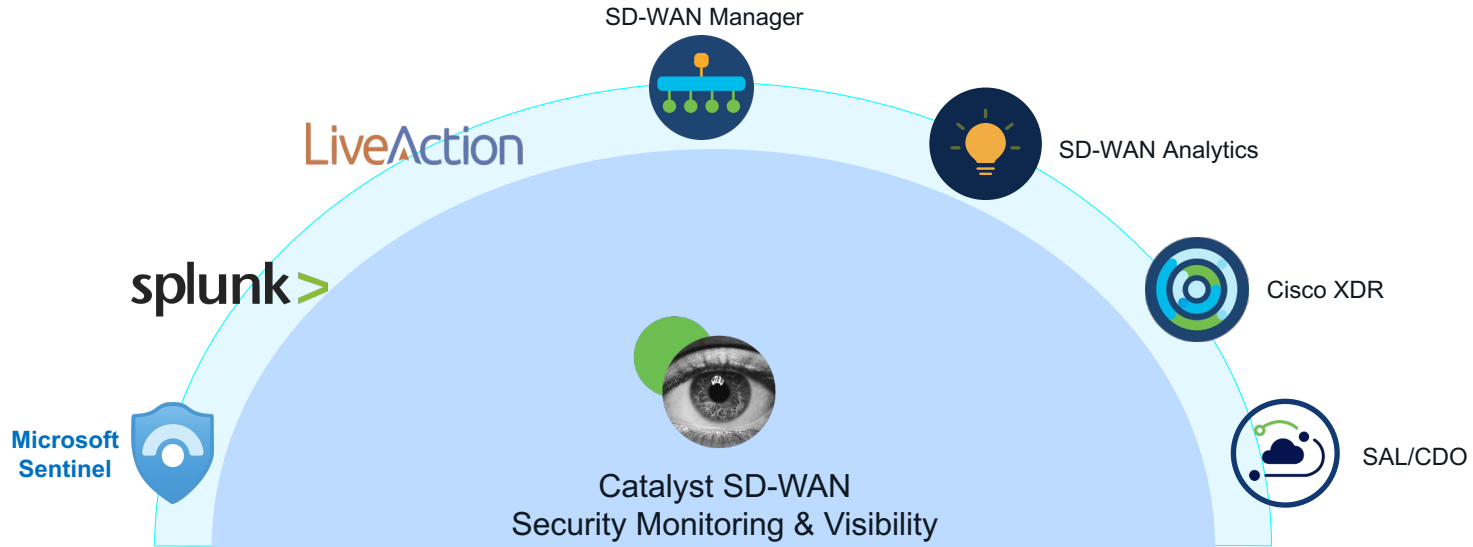 SD-WAN Manager
LiveAction
SD-WAN Analytics
splunk>
Cisco XDR
Microsoft
Sentinel
SAL/CDO
Catalyst SD-WAN
Security Monitoring & Visibility